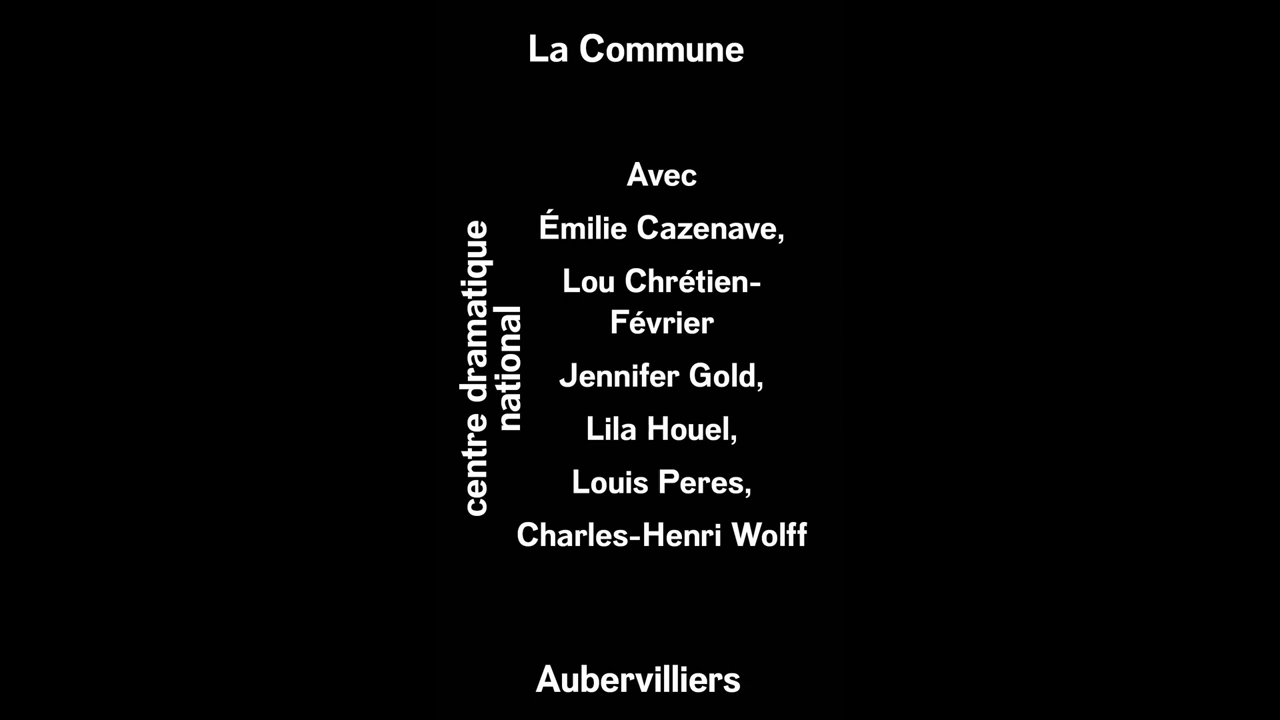 La Commune
centre dramatique
national
Avec
Émilie Cazenave,
Lou Chrétien-
Février
Jennifer Gold,
Lila Houel,
Louis Peres,
Charles-Henri Wolff
Aubervilliers